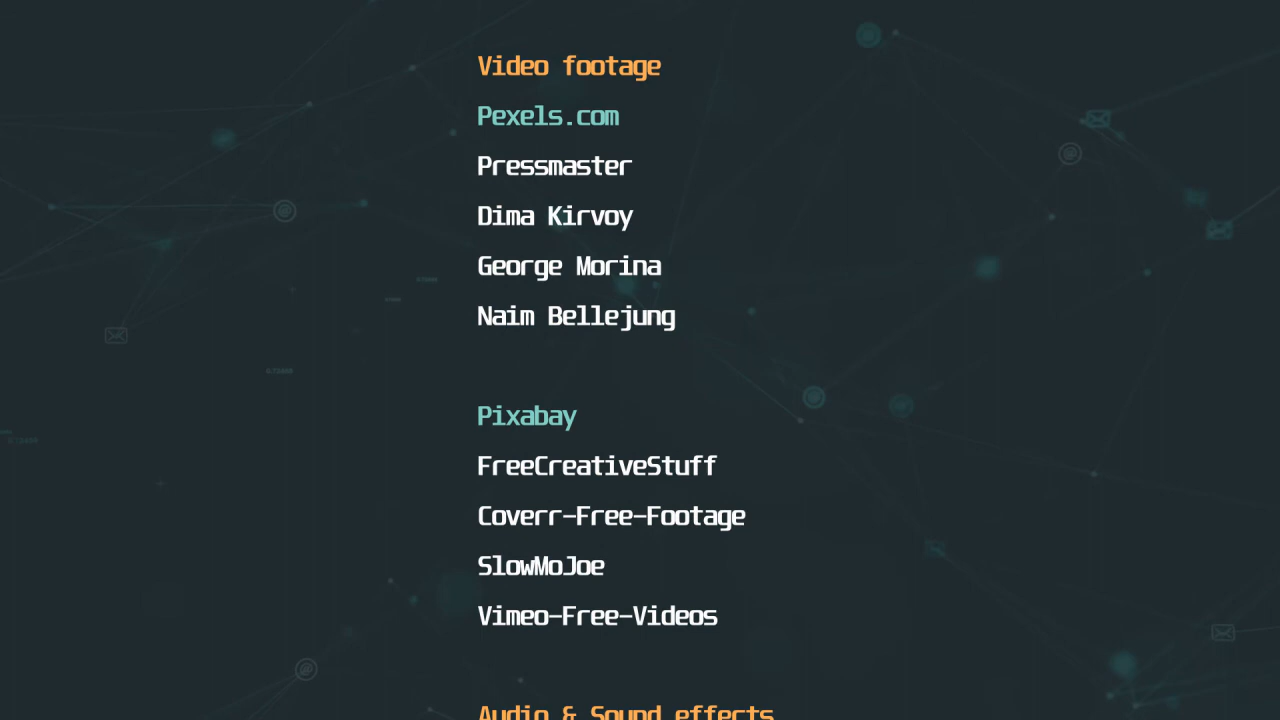 Video footage
Pexels.com
Pressmaster
Dima Kirvoy
George Morina
Naim Bellejung
Pixabay
FreeCreativeStuff
Coverr-Free-Footage
SlowMoJoe
Vimeo-Free-Videos
Audio & Sound effects